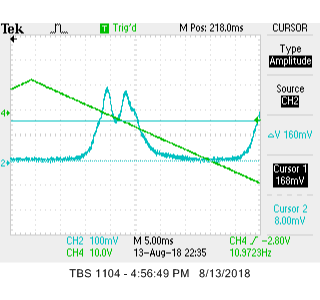 Tek
T Trig'd
M Pos: 218.0ms
CURSOR
Type
Amplitude
Source
CH2
△V 160mV
Cursor 1
168mV
Cursor 2
8.00mV
4
2
CH2 100mV
M 5.00ms
CH4 ╱ -2.80V
CH4 10.0V
13-Aug-18 22:35
10.9723Hz
TBS 1104 - 4:56:49 PM 8/13/2018